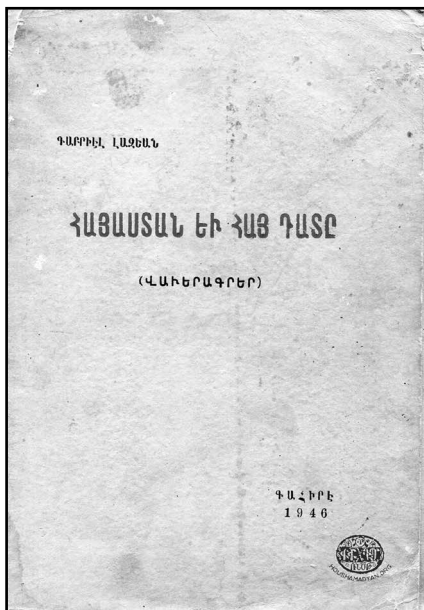 ԳԱԲՐԻԷԼ ԼԱԶԵԱՆ
ՀԱՅԱՍՏԱՆ ԵՒ ՀԱՅ ԴԱՏԸ
(ՎԱՒԵՐԱԳՐԵՐ)
ԳԱՀԻՐԷ
1946
HOUSHAMADYAN.ORG